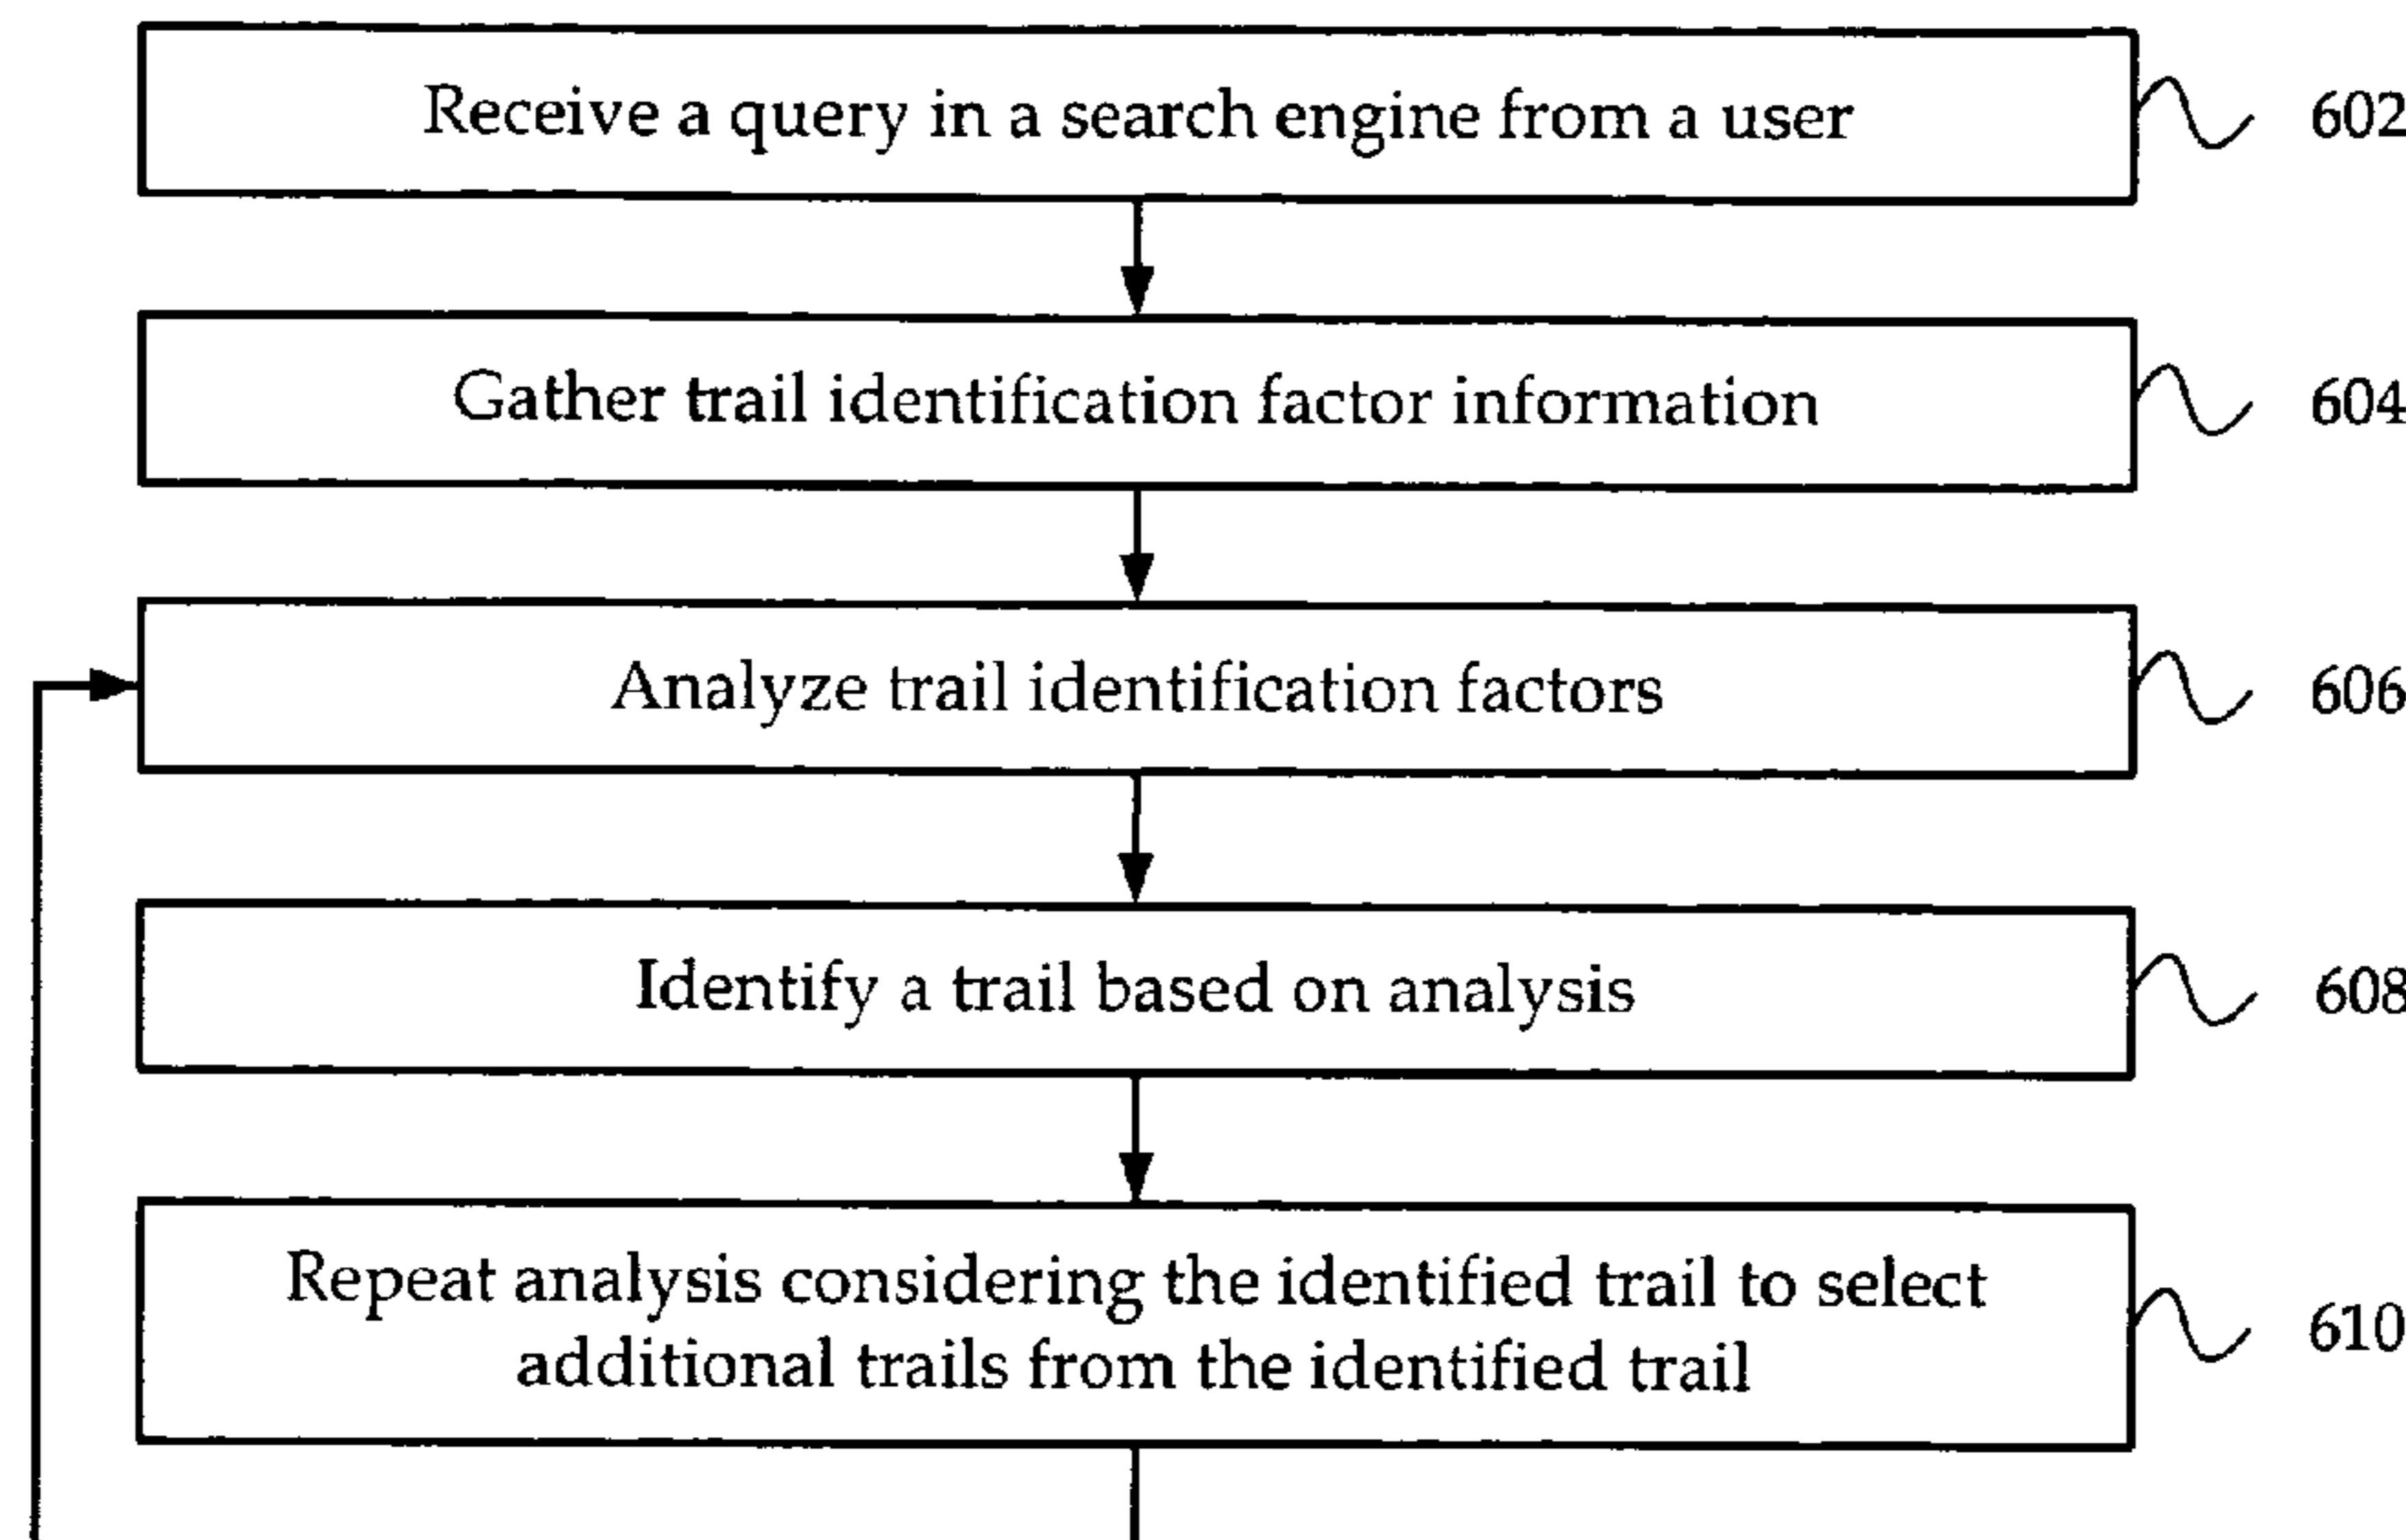 Receive a query in a search engine from a user
602
Gather trail identification factor information
604
Analyze trail identification factors
606
Identify a trail based on analysis
608
Repeat analysis considering the identified trail to select
additional trails from the identified trail
610